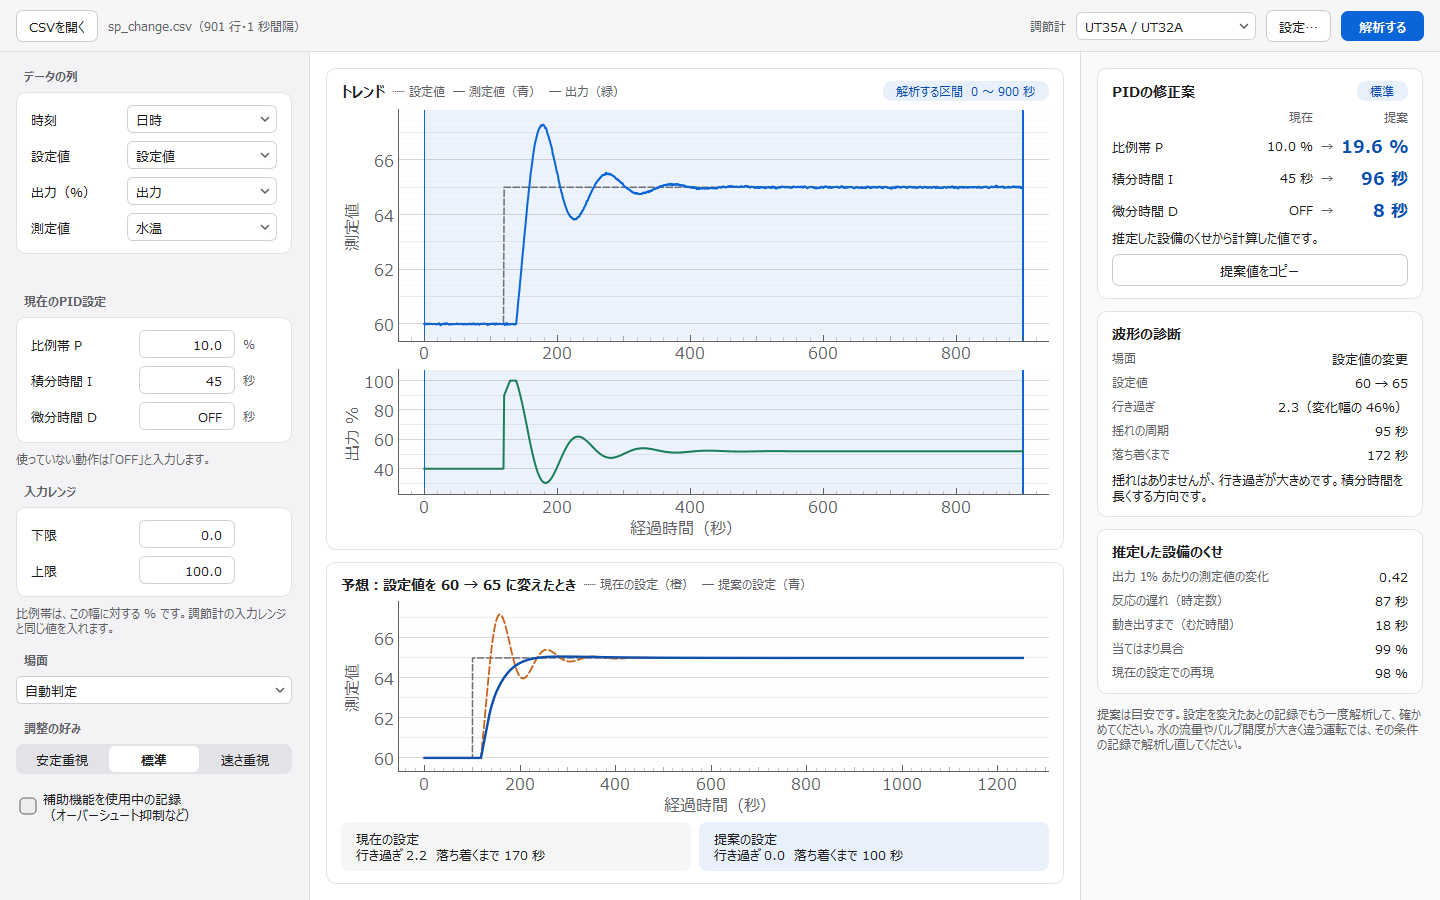 CSVを開く
sp_change.csv（901 行・1 秒間隔）
調節計
UT35A / UT32A
設定…
解析する
データの列
時刻
日時
設定値
設定値
出力（%）
出力
測定値
水温
現在のPID設定
比例帯 P
10.0
%
積分時間 I
45
秒
微分時間 D
OFF
秒
使っていない動作は「OFF」と入力します。
入力レンジ
下限
0.0
上限
100.0
比例帯は、この幅に対する % です。調節計の入力レンジ
と同じ値を入れます。
場面
自動判定
調整の好み
安定重視
標準
速さ重視
補助機能を使用中の記録
（オーバーシュート抑制など）
トレンド
設定値
測定値（青）
出力（緑）
解析する区間 0 〜 900 秒
測定値
66
64
62
60
0
200
400
600
800
出力 %
100
80
60
40
0
200
400
600
800
経過時間（秒）
予想：設定値を 60 → 65 に変えたとき
現在の設定（橙）
提案の設定（青）
測定値
66
64
62
60
0
200
400
600
800
1000
1200
経過時間（秒）
現在の設定
行き過ぎ 2.2 落ち着くまで 170 秒
提案の設定
行き過ぎ 0.0 落ち着くまで 100 秒
PIDの修正案
標準
現在
提案
比例帯 P
10.0 % → 19.6 %
積分時間 I
45 秒 → 96 秒
微分時間 D
OFF → 8 秒
推定した設備のくせから計算した値です。
提案値をコピー
波形の診断
場面
設定値の変更
設定値
60 → 65
行き過ぎ
2.3（変化幅の 46%）
揺れの周期
95 秒
落ち着くまで
172 秒
揺れはありませんが、行き過ぎが大きめです。積分時間を
長くする方向です。
推定した設備のくせ
出力 1% あたりの測定値の変化
0.42
反応の遅れ（時定数）
87 秒
動き出すまで（むだ時間）
18 秒
当てはまり具合
99 %
現在の設定での再現
98 %
提案は目安です。設定を変えたあとの記録でもう一度解析して、確か
めてください。水の流量やバルブ開度が大きく違う運転では、その条件
の記録で解析し直してください。